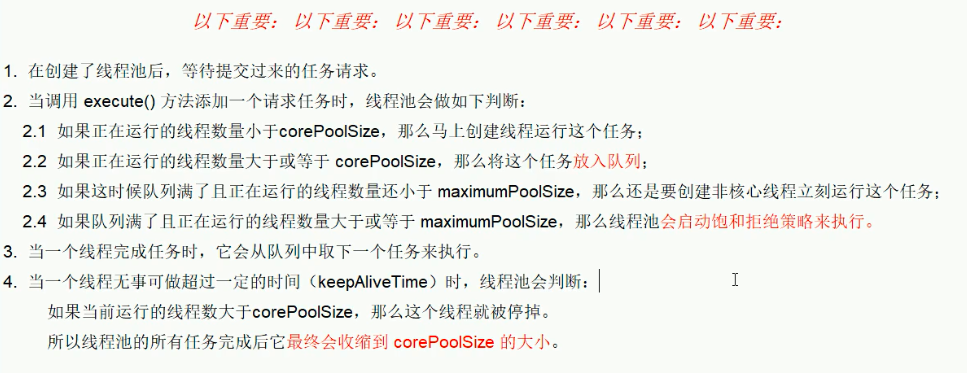 以下重要： 以下重要： 以下重要： 以下重要： 以下重要： 以下重要：
1. 在创建了线程池后，等待提交过来的任务请求。
2. 当调用 execute() 方法添加一个请求任务时，线程池会做如下判断：
2.1 如果正在运行的线程数量小于corePoolSize，那么马上创建线程运行这个任务；
2.2 如果正在运行的线程数量大于或等于 corePoolSize，那么将这个任务放入队列；
2.3 如果这时候队列满了且正在运行的线程数量还小于 maximumPoolSize，那么还是要创建非核心线程立刻运行这个任务；
2.4 如果队列满了且正在运行的线程数量大于或等于 maximumPoolSize，那么线程池会启动饱和拒绝策略来执行。
3. 当一个线程完成任务时，它会从队列中取下一个任务来执行。
4. 当一个线程无事可做超过一定的时间（keepAliveTime）时，线程池会判断：
如果当前运行的线程数大于corePoolSize，那么这个线程就被停掉。
所以线程池的所有任务完成后它最终会收缩到 corePoolSize 的大小。